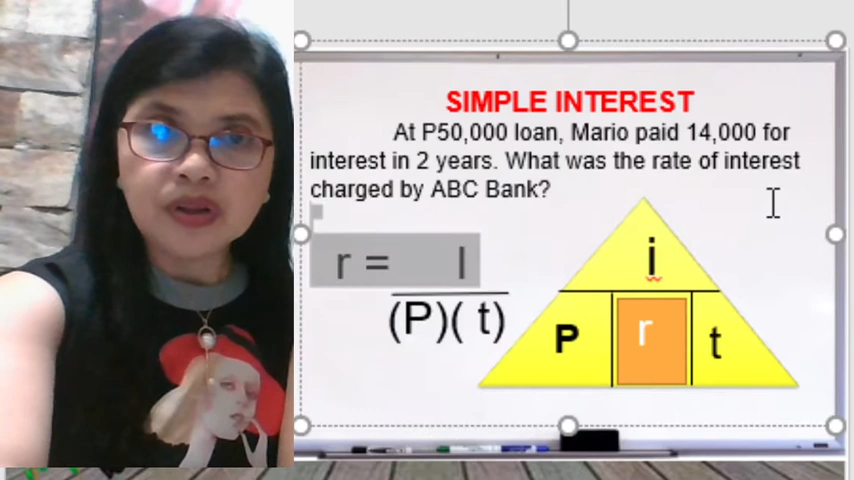 SIMPLE INTEREST
At P50,000 loan, Mario paid 14,000 for
interest in 2 years. What was the rate of interest
charged by ABC Bank?
r = I
(P)( t)
i
P r t